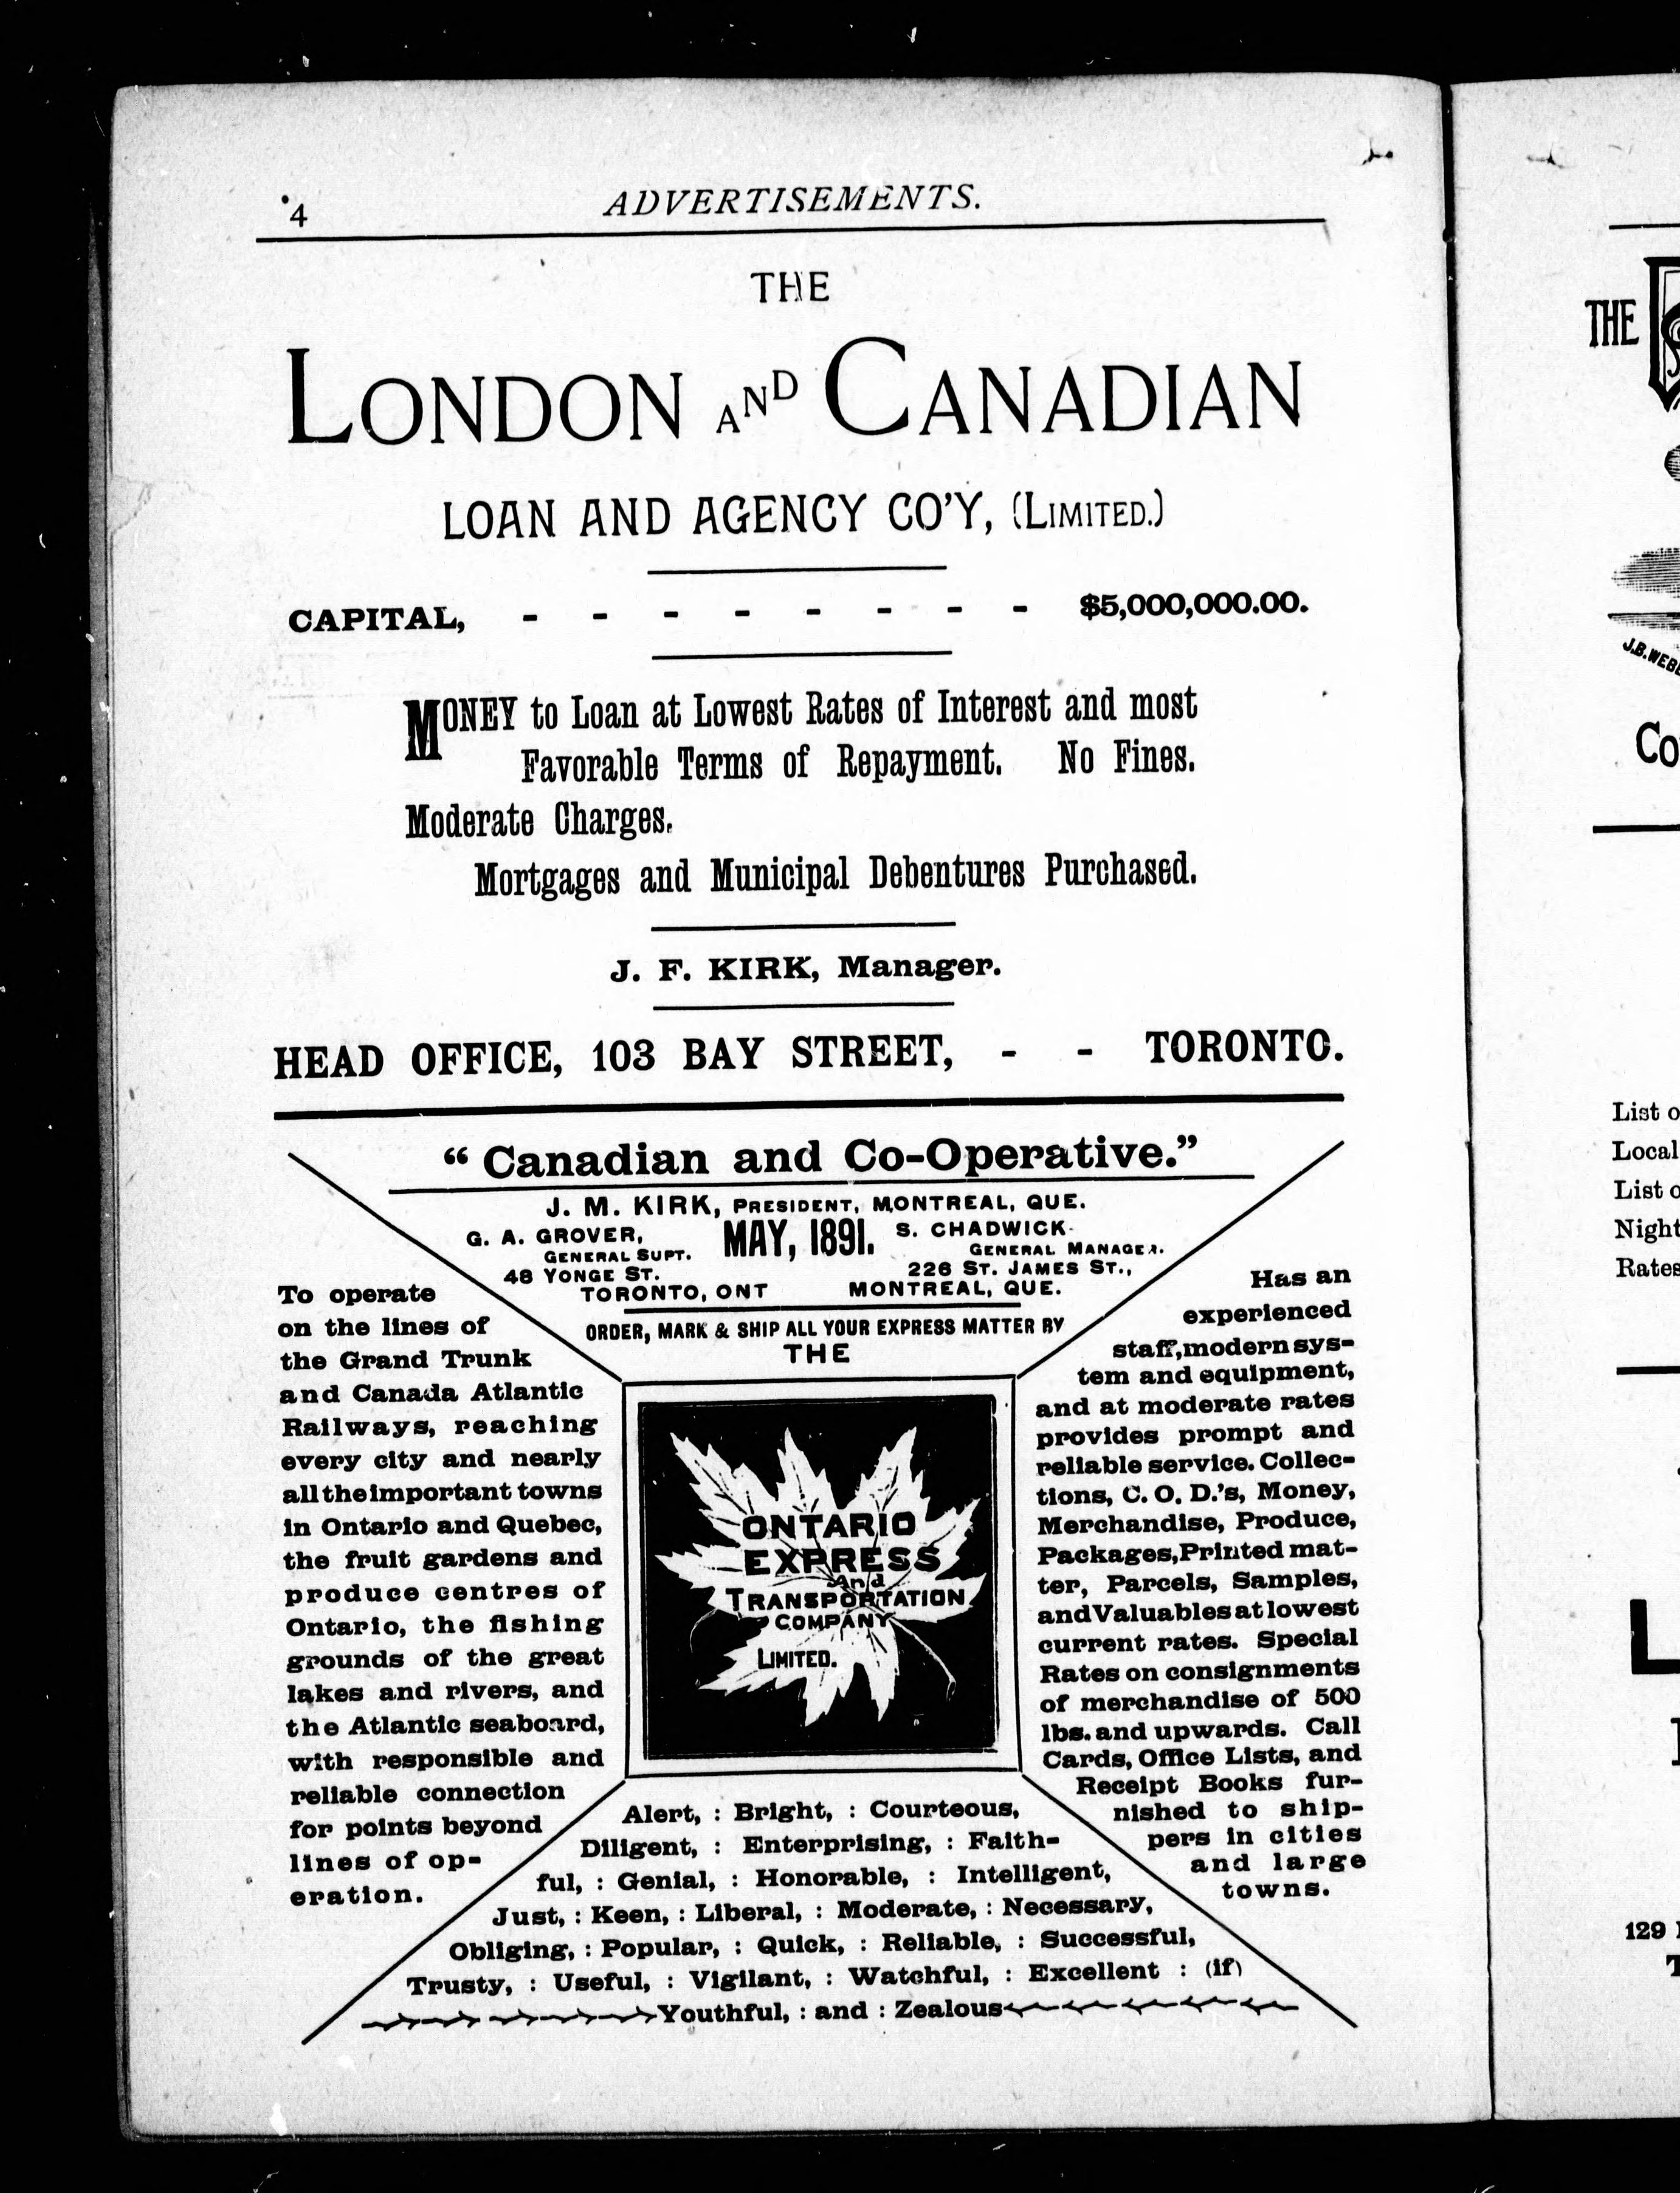 4
ADVERTISEMENTS.
THE
LONDON AND CANADIAN
LOAN AND AGENCY CO'Y, (LIMITED.)
CAPITAL, - - - - - - - - $5,000,000.00.
MONEY to Loan at Lowest Rates of Interest and most
Favorable Terms of Repayment. No Fines.
Moderate Charges.
Mortgages and Municipal Debentures Purchased.
J. F. KIRK, Manager.
HEAD OFFICE, 103 BAY STREET, - - TORONTO.
"Canadian and Co-Operative."
J. M. KIRK, PRESIDENT, MONTREAL, QUE.
G. A. GROVER,
GENERAL SUPT.
48 YONGE ST.
TORONTO, ONT
MAY, 1891.
S. CHADWICK
GENERAL MANAGER.
226 ST. JAMES ST.,
MONTREAL, QUE.
ORDER, MARK & SHIP ALL YOUR EXPRESS MATTER BY
THE
To operate
on the lines of
the Grand Trunk
and Canada Atlantic
Railways, reaching
every city and nearly
all the important towns
in Ontario and Quebec,
the fruit gardens and
produce centres of
Ontario, the fishing
grounds of the great
lakes and rivers, and
the Atlantic seaboard,
with responsible and
reliable connection
for points beyond
lines of op-
eration.
ONTARIO
EXPRESS
And
TRANSPORTATION
COMPANY
LIMITED.
Has an
experienced
staff, modern sys-
tem and equipment,
and at moderate rates
provides prompt and
reliable service. Collec-
tions, C. O. D.'s, Money,
Merchandise, Produce,
Packages, Printed mat-
ter, Parcels, Samples,
and Valuables at lowest
current rates. Special
Rates on consignments
of merchandise of 500
lbs. and upwards. Call
Cards, Office Lists, and
Receipt Books fur-
nished to ship-
pers in cities
and large
towns.
Alert, : Bright, : Courteous,
Diligent, : Enterprising, : Faith-
ful, : Genial, : Honorable, : Intelligent,
Just, : Keen, : Liberal, : Moderate, : Necessary,
Obliging, : Popular, : Quick, : Reliable, : Successful,
Trusty, : Useful, : Vigilant, : Watchful, : Excellent : (if)
Youthful, : and : Zealous
THE
J.B.WEB
Co
List o
Local
List o
Night
Rates
L
129